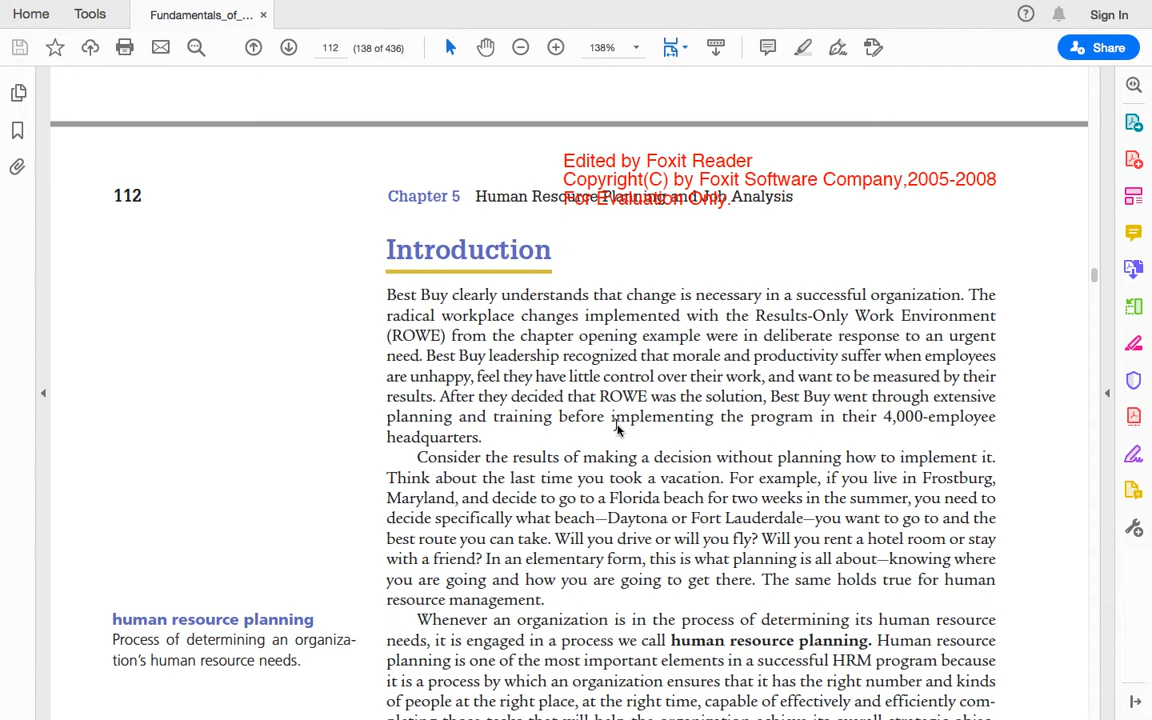 Home Tools Fundamentals_of_... × Sign In
112 (138 of 436) 138% Share
Edited by Foxit Reader
Copyright(C) by Foxit Software Company,2005-2008
For Evaluation Only.
112 Chapter 5 Human Resource Planning and Job Analysis
Introduction
Best Buy clearly understands that change is necessary in a successful organization. The
radical workplace changes implemented with the Results-Only Work Environment
(ROWE) from the chapter opening example were in deliberate response to an urgent
need. Best Buy leadership recognized that morale and productivity suffer when employees
are unhappy, feel they have little control over their work, and want to be measured by their
results. After they decided that ROWE was the solution, Best Buy went through extensive
planning and training before implementing the program in their 4,000-employee
headquarters.
Consider the results of making a decision without planning how to implement it.
Think about the last time you took a vacation. For example, if you live in Frostburg,
Maryland, and decide to go to a Florida beach for two weeks in the summer, you need to
decide specifically what beach—Daytona or Fort Lauderdale—you want to go to and the
best route you can take. Will you drive or will you fly? Will you rent a hotel room or stay
with a friend? In an elementary form, this is what planning is all about—knowing where
you are going and how you are going to get there. The same holds true for human
resource management.
Whenever an organization is in the process of determining its human resource
needs, it is engaged in a process we call human resource planning. Human resource
planning is one of the most important elements in a successful HRM program because
it is a process by which an organization ensures that it has the right number and kinds
of people at the right place, at the right time, capable of effectively and efficiently com-
human resource planning
Process of determining an organiza-
tion's human resource needs.